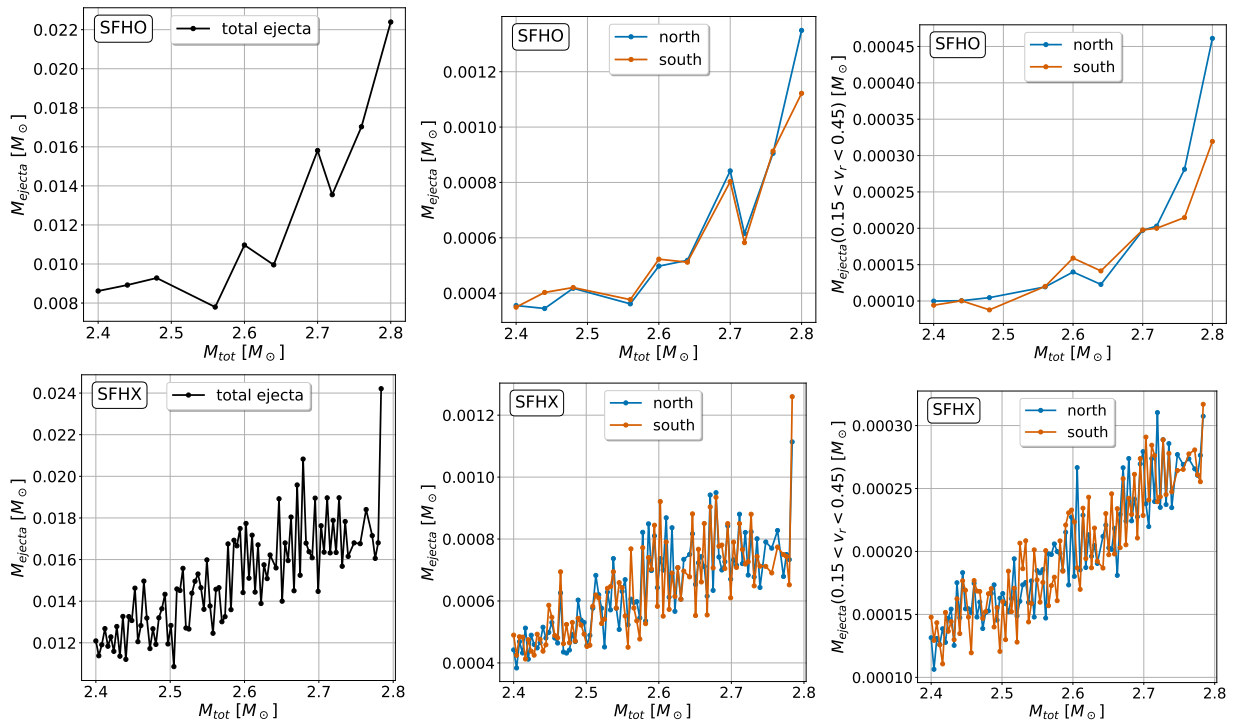 SFHO
total ejecta
0.022
0.020
0.018
0.016
0.014
0.012
0.010
0.008
M_ejecta [M_⊙]
2.4 2.5 2.6 2.7 2.8
M_tot [M_⊙]
SFHO
north
south
0.0012
0.0010
0.0008
0.0006
0.0004
M_ejecta [M_⊙]
2.4 2.5 2.6 2.7 2.8
M_tot [M_⊙]
SFHO
north
south
0.00045
0.00040
0.00035
0.00030
0.00025
0.00020
0.00015
0.00010
M_ejecta(0.15 < v_r < 0.45) [M_⊙]
2.4 2.5 2.6 2.7 2.8
M_tot [M_⊙]
SFHX
total ejecta
0.024
0.022
0.020
0.018
0.016
0.014
0.012
M_ejecta [M_⊙]
2.4 2.5 2.6 2.7 2.8
M_tot [M_⊙]
SFHX
north
south
0.0012
0.0010
0.0008
0.0006
0.0004
M_ejecta [M_⊙]
2.4 2.5 2.6 2.7 2.8
M_tot [M_⊙]
SFHX
north
south
0.00030
0.00025
0.00020
0.00015
0.00010
M_ejecta(0.15 < v_r < 0.45) [M_⊙]
2.4 2.5 2.6 2.7 2.8
M_tot [M_⊙]